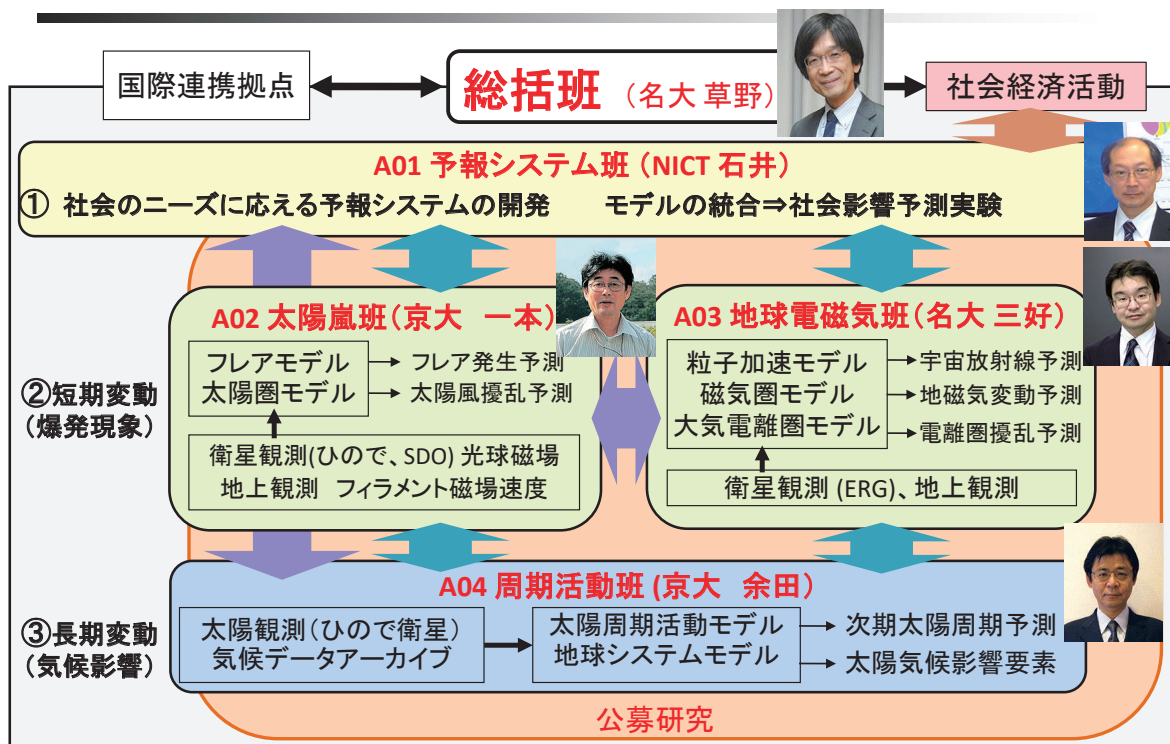 国際連携拠点
総括班 (名大 草野)
社会経済活動
A01 予報システム班 (NICT 石井)
① 社会のニーズに応える予報システムの開発 モデルの統合⇒社会影響予測実験
②短期変動
(爆発現象)
A02 太陽嵐班(京大 一本)
フレアモデル
太陽圏モデル
フレア発生予測
太陽風擾乱予測
衛星観測(ひので、SDO) 光球磁場
地上観測 フィラメント磁場速度
A03 地球電磁気班(名大 三好)
粒子加速モデル
磁気圏モデル
大気電離圏モデル
宇宙放射線予測
地磁気変動予測
電離圏擾乱予測
衛星観測 (ERG)、地上観測
③長期変動
(気候影響)
A04 周期活動班 (京大 余田)
太陽観測(ひので衛星)
気候データアーカイブ
太陽周期活動モデル
地球システムモデル
次期太陽周期予測
太陽気候影響要素
公募研究